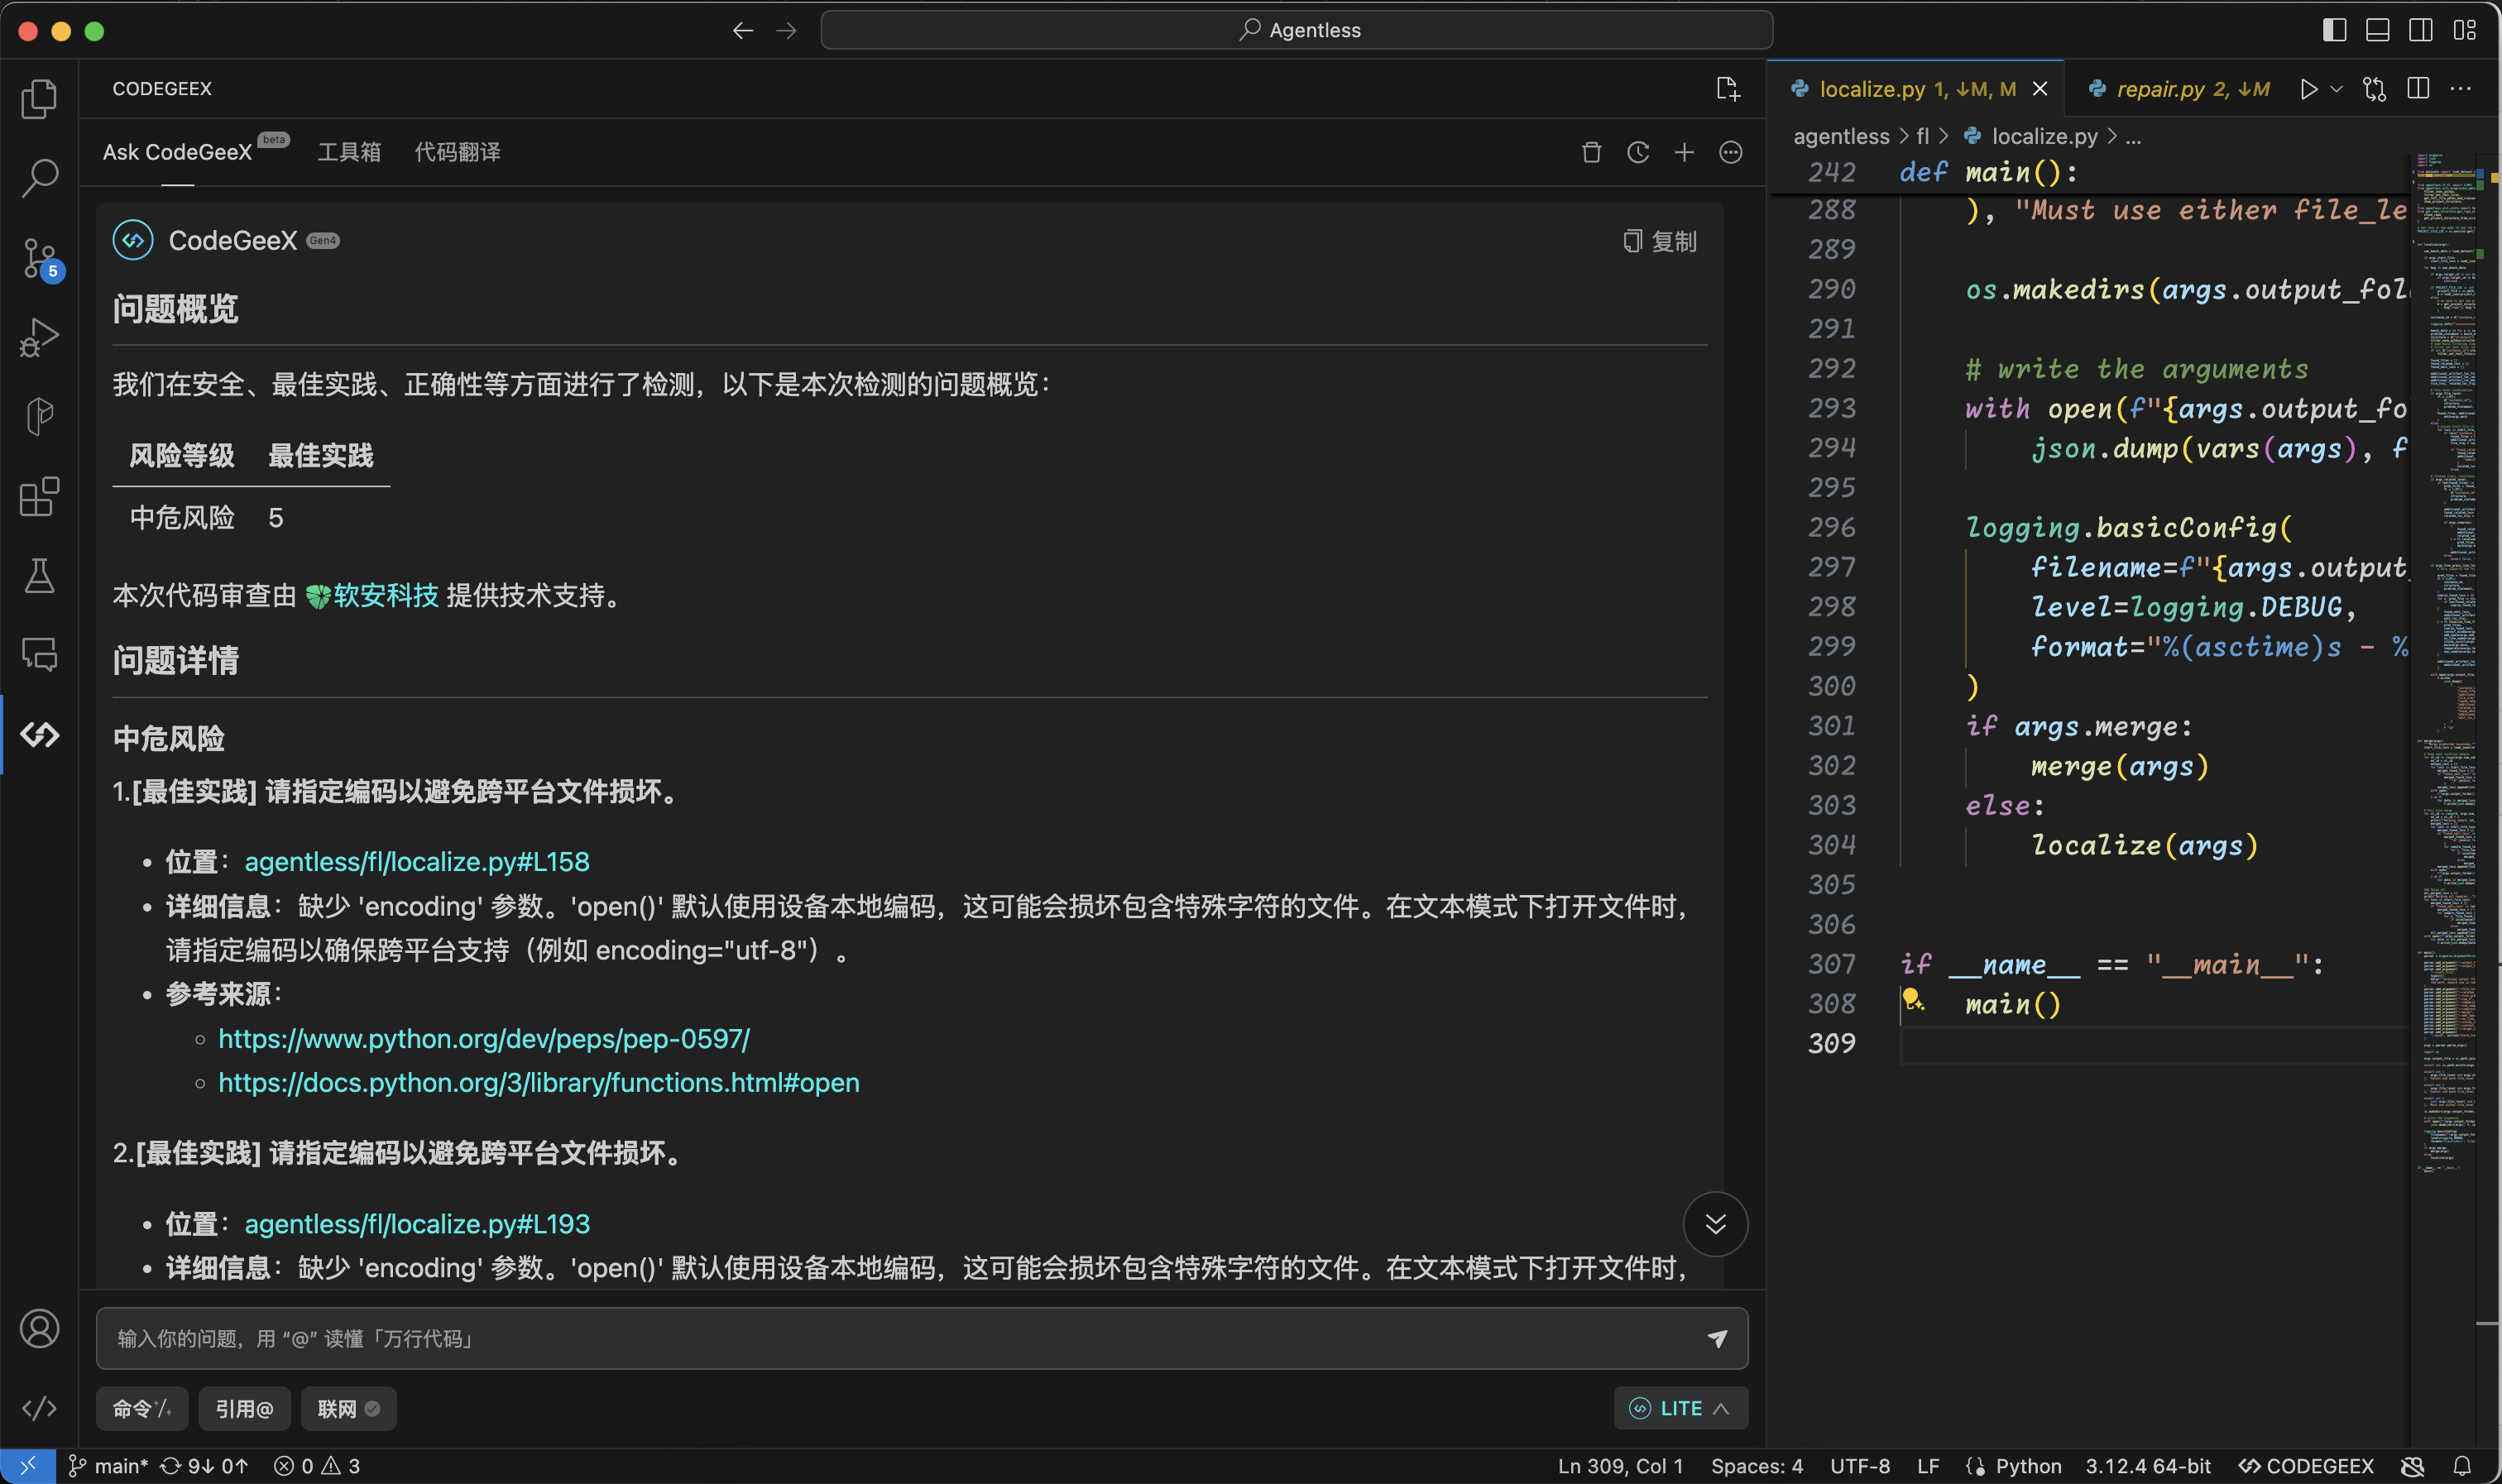 Agentless
CODEGEEX
Ask CodeGeeX beta 工具箱 代码翻译
CodeGeeX Gen4 复制
问题概览
我们在安全、最佳实践、正确性等方面进行了检测，以下是本次检测的问题概览：
风险等级 最佳实践
中危风险 5
本次代码审查由 软安科技 提供技术支持。
问题详情
中危风险
1.[最佳实践] 请指定编码以避免跨平台文件损坏。
• 位置：agentless/fl/localize.py#L158
• 详细信息：缺少 'encoding' 参数。'open()' 默认使用设备本地编码，这可能会损坏包含特殊字符的文件。在文本模式下打开文件时，
请指定编码以确保跨平台支持（例如 encoding="utf-8"）。
• 参考来源：
◦ https://www.python.org/dev/peps/pep-0597/
◦ https://docs.python.org/3/library/functions.html#open
2.[最佳实践] 请指定编码以避免跨平台文件损坏。
• 位置：agentless/fl/localize.py#L193
• 详细信息：缺少 'encoding' 参数。'open()' 默认使用设备本地编码，这可能会损坏包含特殊字符的文件。在文本模式下打开文件时，
输入你的问题，用 “@” 读懂「万行代码」
命令 引用@ 联网 LITE
5
localize.py 1, ↓M, M repair.py 2, ↓M
agentless > fl > localize.py > ...
242 def main():
288 ), "Must use either file_le
289
290 os.makedirs(args.output_fol
291
292 # write the arguments
293 with open(f"{args.output_fo
294 json.dump(vars(args), f
295
296 logging.basicConfig(
297 filename=f"{args.output_
298 level=logging.DEBUG,
299 format="%(asctime)s - %
300 )
301 if args.merge:
302 merge(args)
303 else:
304 localize(args)
305
306
307 if __name__ == "__main__":
308 main()
309
main* 9↓ 0↑ 0 3 Ln 309, Col 1 Spaces: 4 UTF-8 LF Python 3.12.4 64-bit CODEGEEX